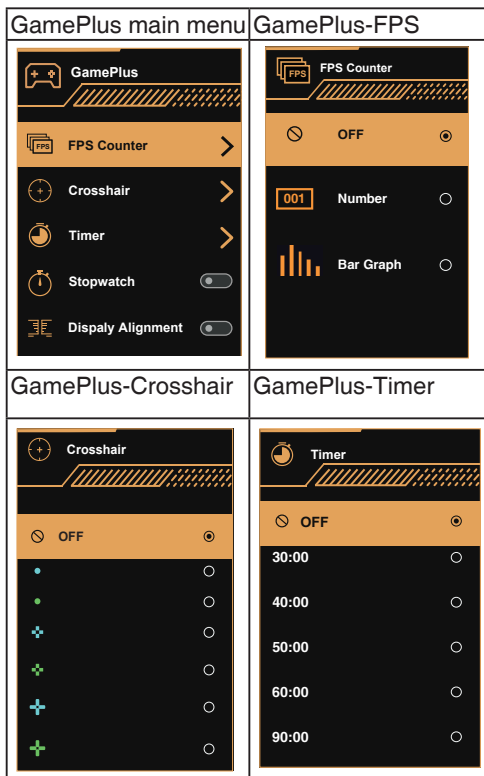 GamePlus main menu
GamePlus
FPS
FPS Counter
Crosshair
Timer
Stopwatch
Dispaly Alignment
GamePlus-FPS
FPS
FPS Counter
OFF
001
Number
Bar Graph
GamePlus-Crosshair
Crosshair
OFF
GamePlus-Timer
Timer
OFF
30:00
40:00
50:00
60:00
90:00